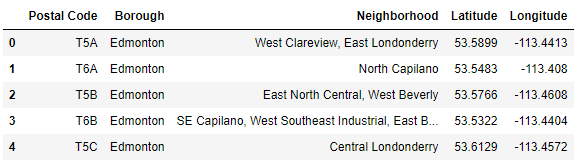 Postal Code Borough Neighborhood Latitude Longitude
0 T5A Edmonton West Clareview, East Londonderry 53.5899 -113.4413
1 T6A Edmonton North Capilano 53.5483 -113.408
2 T5B Edmonton East North Central, West Beverly 53.5766 -113.4608
3 T6B Edmonton SE Capilano, West Southeast Industrial, East B... 53.5322 -113.4404
4 T5C Edmonton Central Londonderry 53.6129 -113.4572